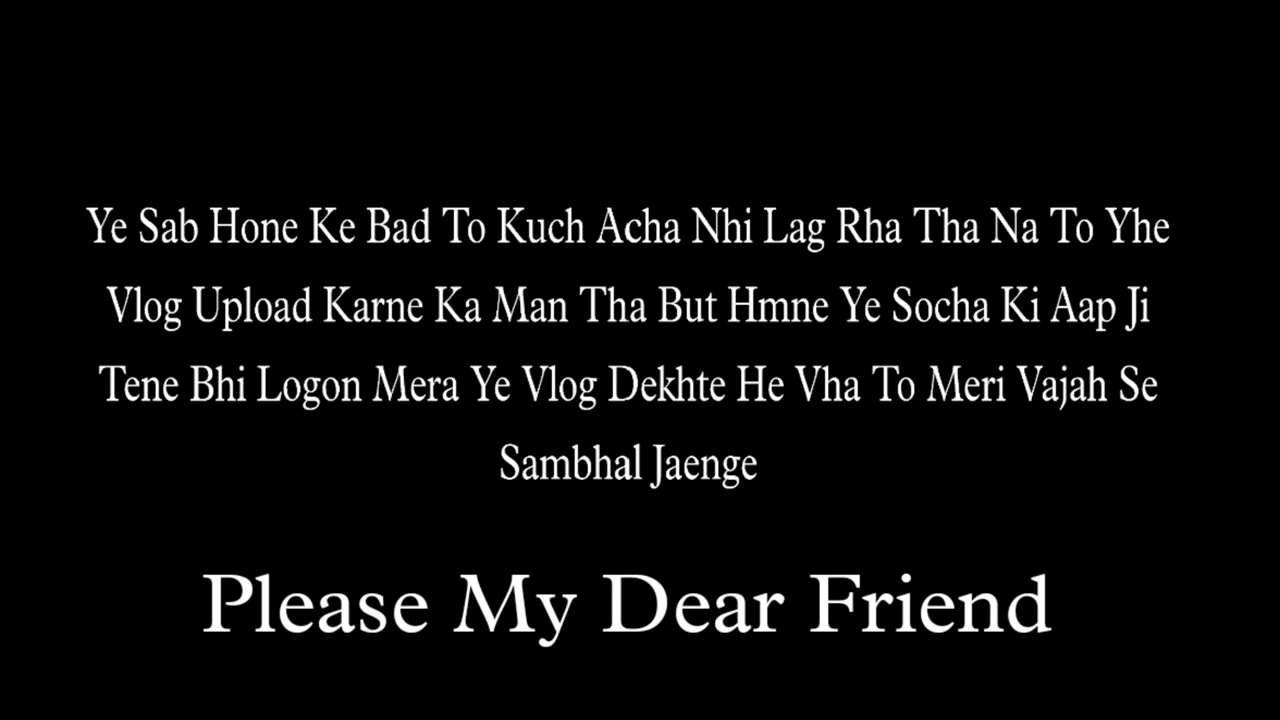 Ye Sab Hone Ke Bad To Kuch Acha Nhi Lag Rha Tha Na To Yhe
Vlog Upload Karne Ka Man Tha But Hmne Ye Socha Ki Aap Ji
Tene Bhi Logon Mera Ye Vlog Dekhte He Vha To Meri Vajah Se
Sambhal Jaenge
Please My Dear Friend